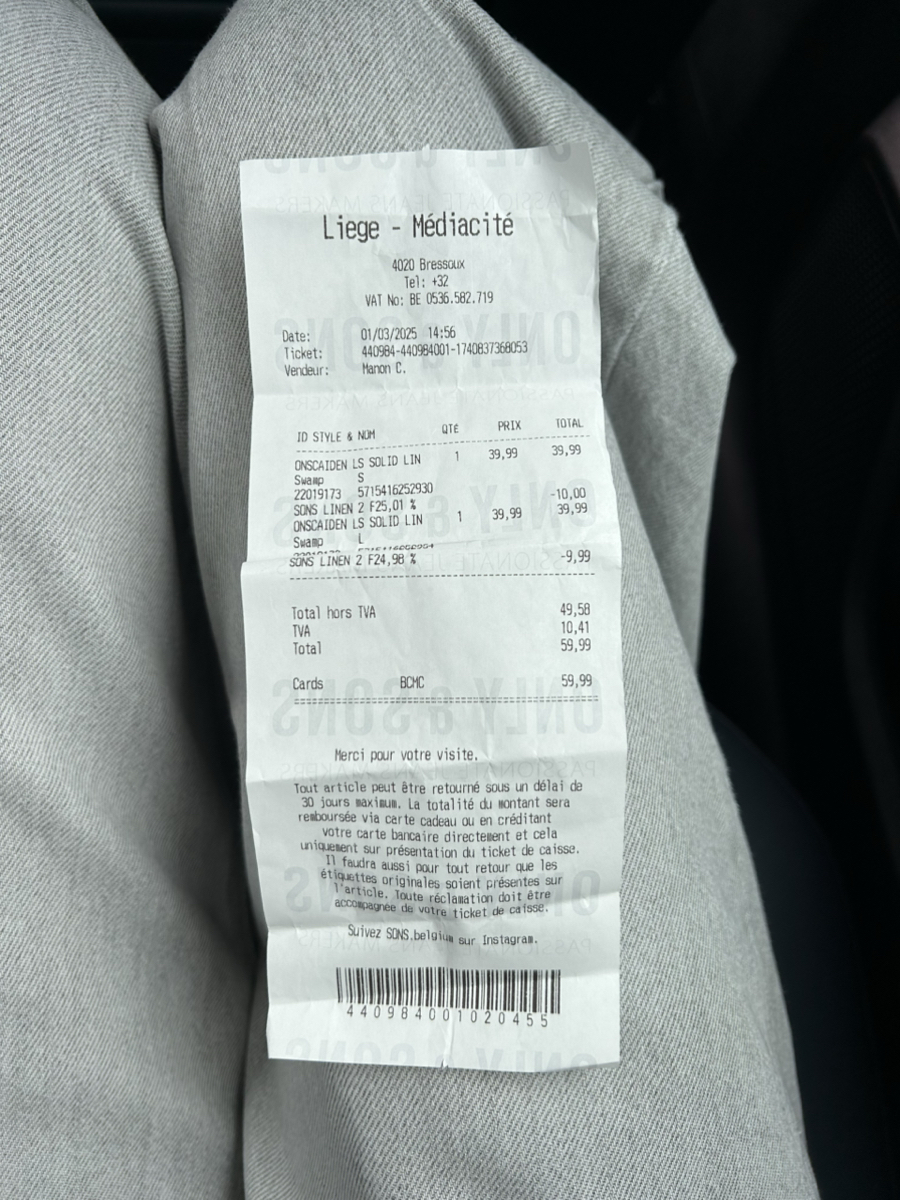 Liege - Médiacité
4020 Bressoux
Tel: +32
VAT No: BE 0536.582.719
Date: 01/03/2025 14:56
Ticket: 440984-440984001-1740837368053
Vendeur: Manon C.
ID STYLE & NUM QTÉ PRIX TOTAL
ONSCAIDEN LS SOLID LIN 1 39,99 39,99
Swamp S
22019173 5715416252930
SONS LINEN 2 F25,01 % -10,00
ONSCAIDEN LS SOLID LIN 1 39,99 39,99
Swamp L
SONS LINEN 2 F24,98 % -9,99
Total hors TVA 49,58
TVA 10,41
Total 59,99
Cards BCMC 59,99
Merci pour votre visite.
Tout article peut être retourné sous un délai de
30 jours maximum. La totalité du montant sera
remboursée via carte cadeau ou en créditant
votre carte bancaire directement et cela
uniquement sur présentation du ticket de caisse.
Il faudra aussi pour tout retour que les
étiquettes originales soient présentes sur
l'article. Toute réclamation doit être
accompagnée de votre ticket de caisse.
Suivez SONS.belgium sur Instagram.
440984001020455